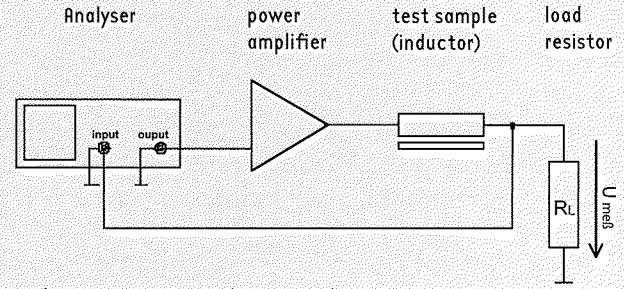 Analyser
power
amplifier
test sample
(inductor)
load
resistor
input
ouput
RL
U meß